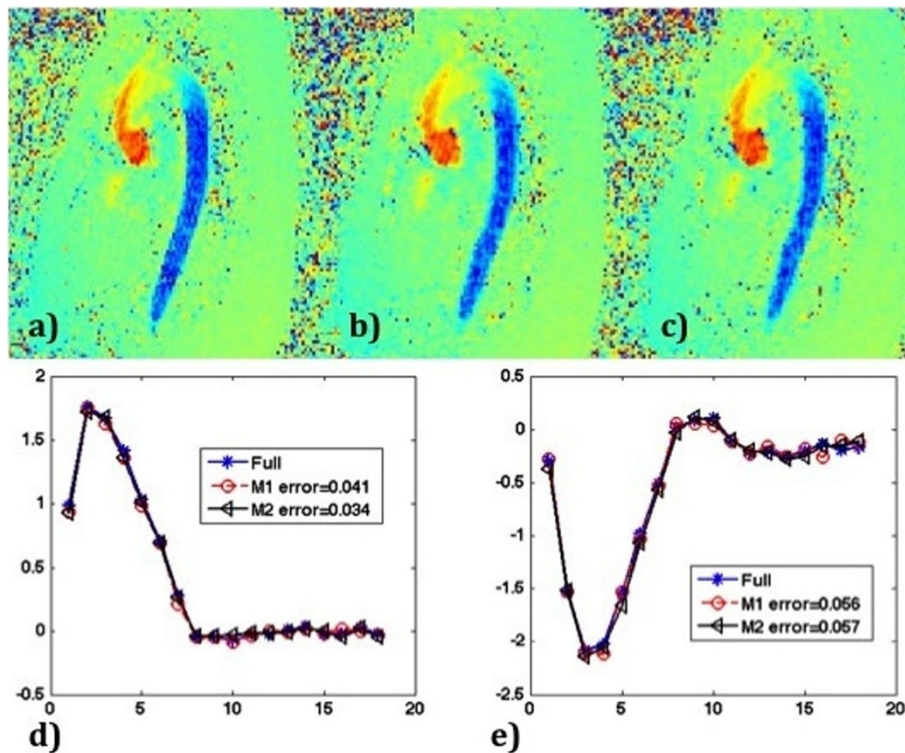 a)
b)
c)
2
1.5
1
0.5
0
-0.5
0
5
10
15
20
Full
M1 error=0.041
M2 error=0.034
d)
0.5
0
-0.5
-1
-1.5
-2
-2.5
0
5
10
15
20
Full
M1 error=0.056
M2 error=0.057
e)